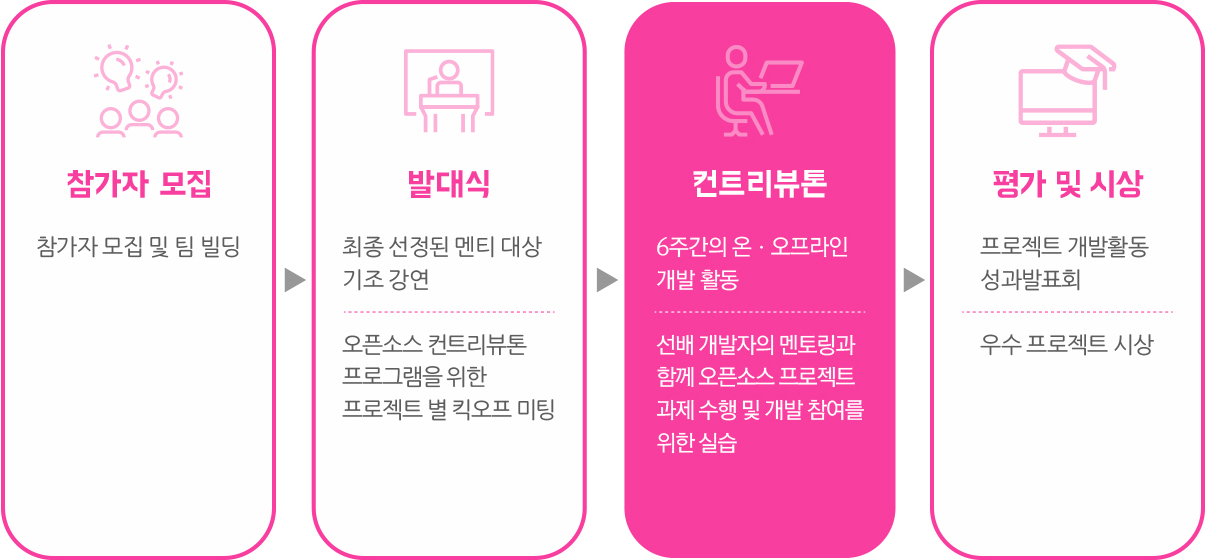 참가자 모집
참가자 모집 및 팀 빌딩
발대식
최종 선정된 멘티 대상
기조 강연
오픈소스 컨트리뷰톤
프로그램을 위한
프로젝트 별 킥오프 미팅
컨트리뷰톤
6주간의 온 · 오프라인
개발 활동
선배 개발자의 멘토링과
함께 오픈소스 프로젝트
과제 수행 및 개발 참여를
위한 실습
평가 및 시상
프로젝트 개발활동
성과발표회
우수 프로젝트 시상